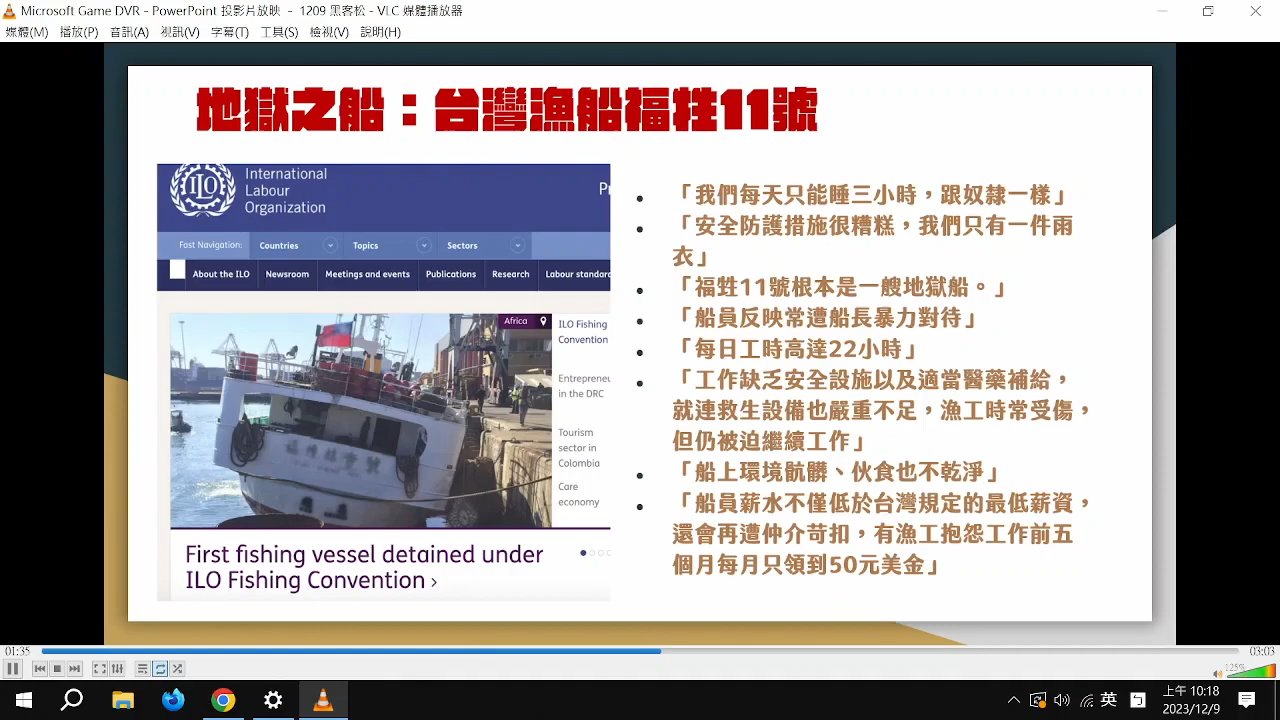 Microsoft Game DVR - PowerPoint 投影片放映 - 1209 黑客松 - VLC 媒體播放器
媒體(M) 播放(P) 音訊(A) 視訊(V) 字幕(T) 工具(S) 檢視(V) 說明(H)
地獄之船：台灣漁船福甡11號
International
Labour
Organization
Pr
Fast Navigation: Countries Topics Sectors
About the ILO Newsroom Meetings and events Publications Research Labour standard
Africa
ILO Fishing
Convention
Entrepreneu
in the DRC
Tourism
sector in
Colombia
Care
economy
First fishing vessel detained under
ILO Fishing Convention ›
「我們每天只能睡三小時，跟奴隸一樣」
「安全防護措施很糟糕，我們只有一件雨
衣」
「福甡11號根本是一艘地獄船。」
「船員反映常遭船長暴力對待」
「每日工時高達22小時」
「工作缺乏安全設施以及適當醫藥補給，
就連救生設備也嚴重不足，漁工時常受傷，
但仍被迫繼續工作」
「船上環境骯髒、伙食也不乾淨」
「船員薪水不僅低於台灣規定的最低薪資，
還會再遭仲介苛扣，有漁工抱怨工作前五
個月每月只領到50元美金」
01:35
03:03
125%
英
上午 10:18
2023/12/9